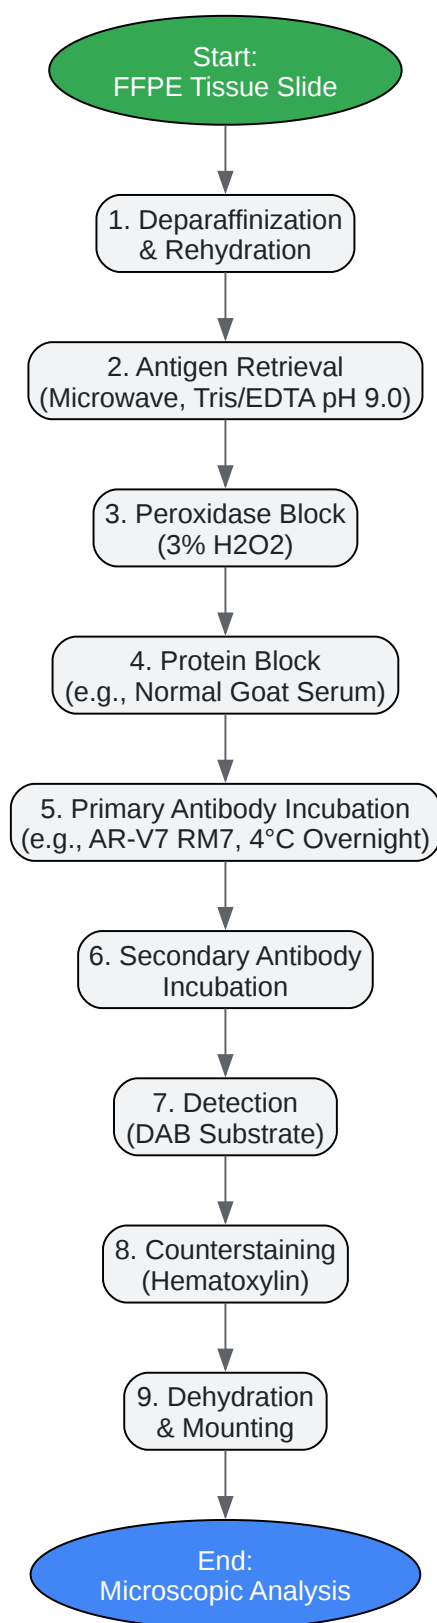 Start:
FFPE Tissue Slide
1. Deparaffinization
& Rehydration
2. Antigen Retrieval
(Microwave, Tris/EDTA pH 9.0)
3. Peroxidase Block
(3% H2O2)
4. Protein Block
(e.g., Normal Goat Serum)
5. Primary Antibody Incubation
(e.g., AR-V7 RM7, 4°C Overnight)
6. Secondary Antibody
Incubation
7. Detection
(DAB Substrate)
8. Counterstaining
(Hematoxylin)
9. Dehydration
& Mounting
End:
Microscopic Analysis